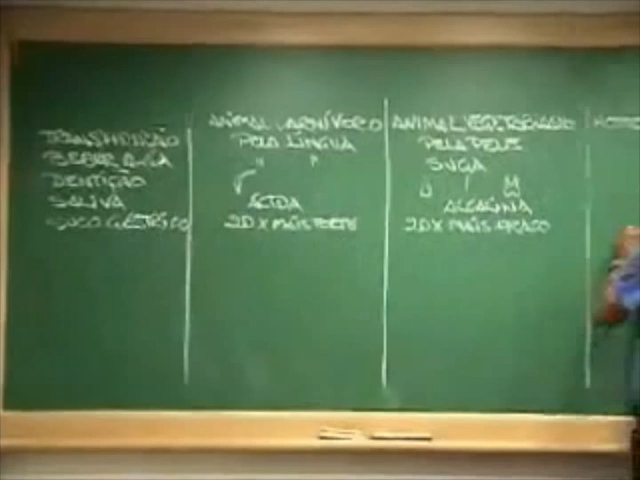 TRANSPIRAÇÃO
BEBER ÁGUA
DENTIÇÃO
SALIVA
SUCO GÁSTRICO
ANIMAL CARNÍVORO
PELA LÍNGUA
" "
ÁCIDA
20 X MAIS FORTE
ANIMAL VEGETARIANO
PELA PELE
SUGA
ALCALINA
20 X MAIS FRACO